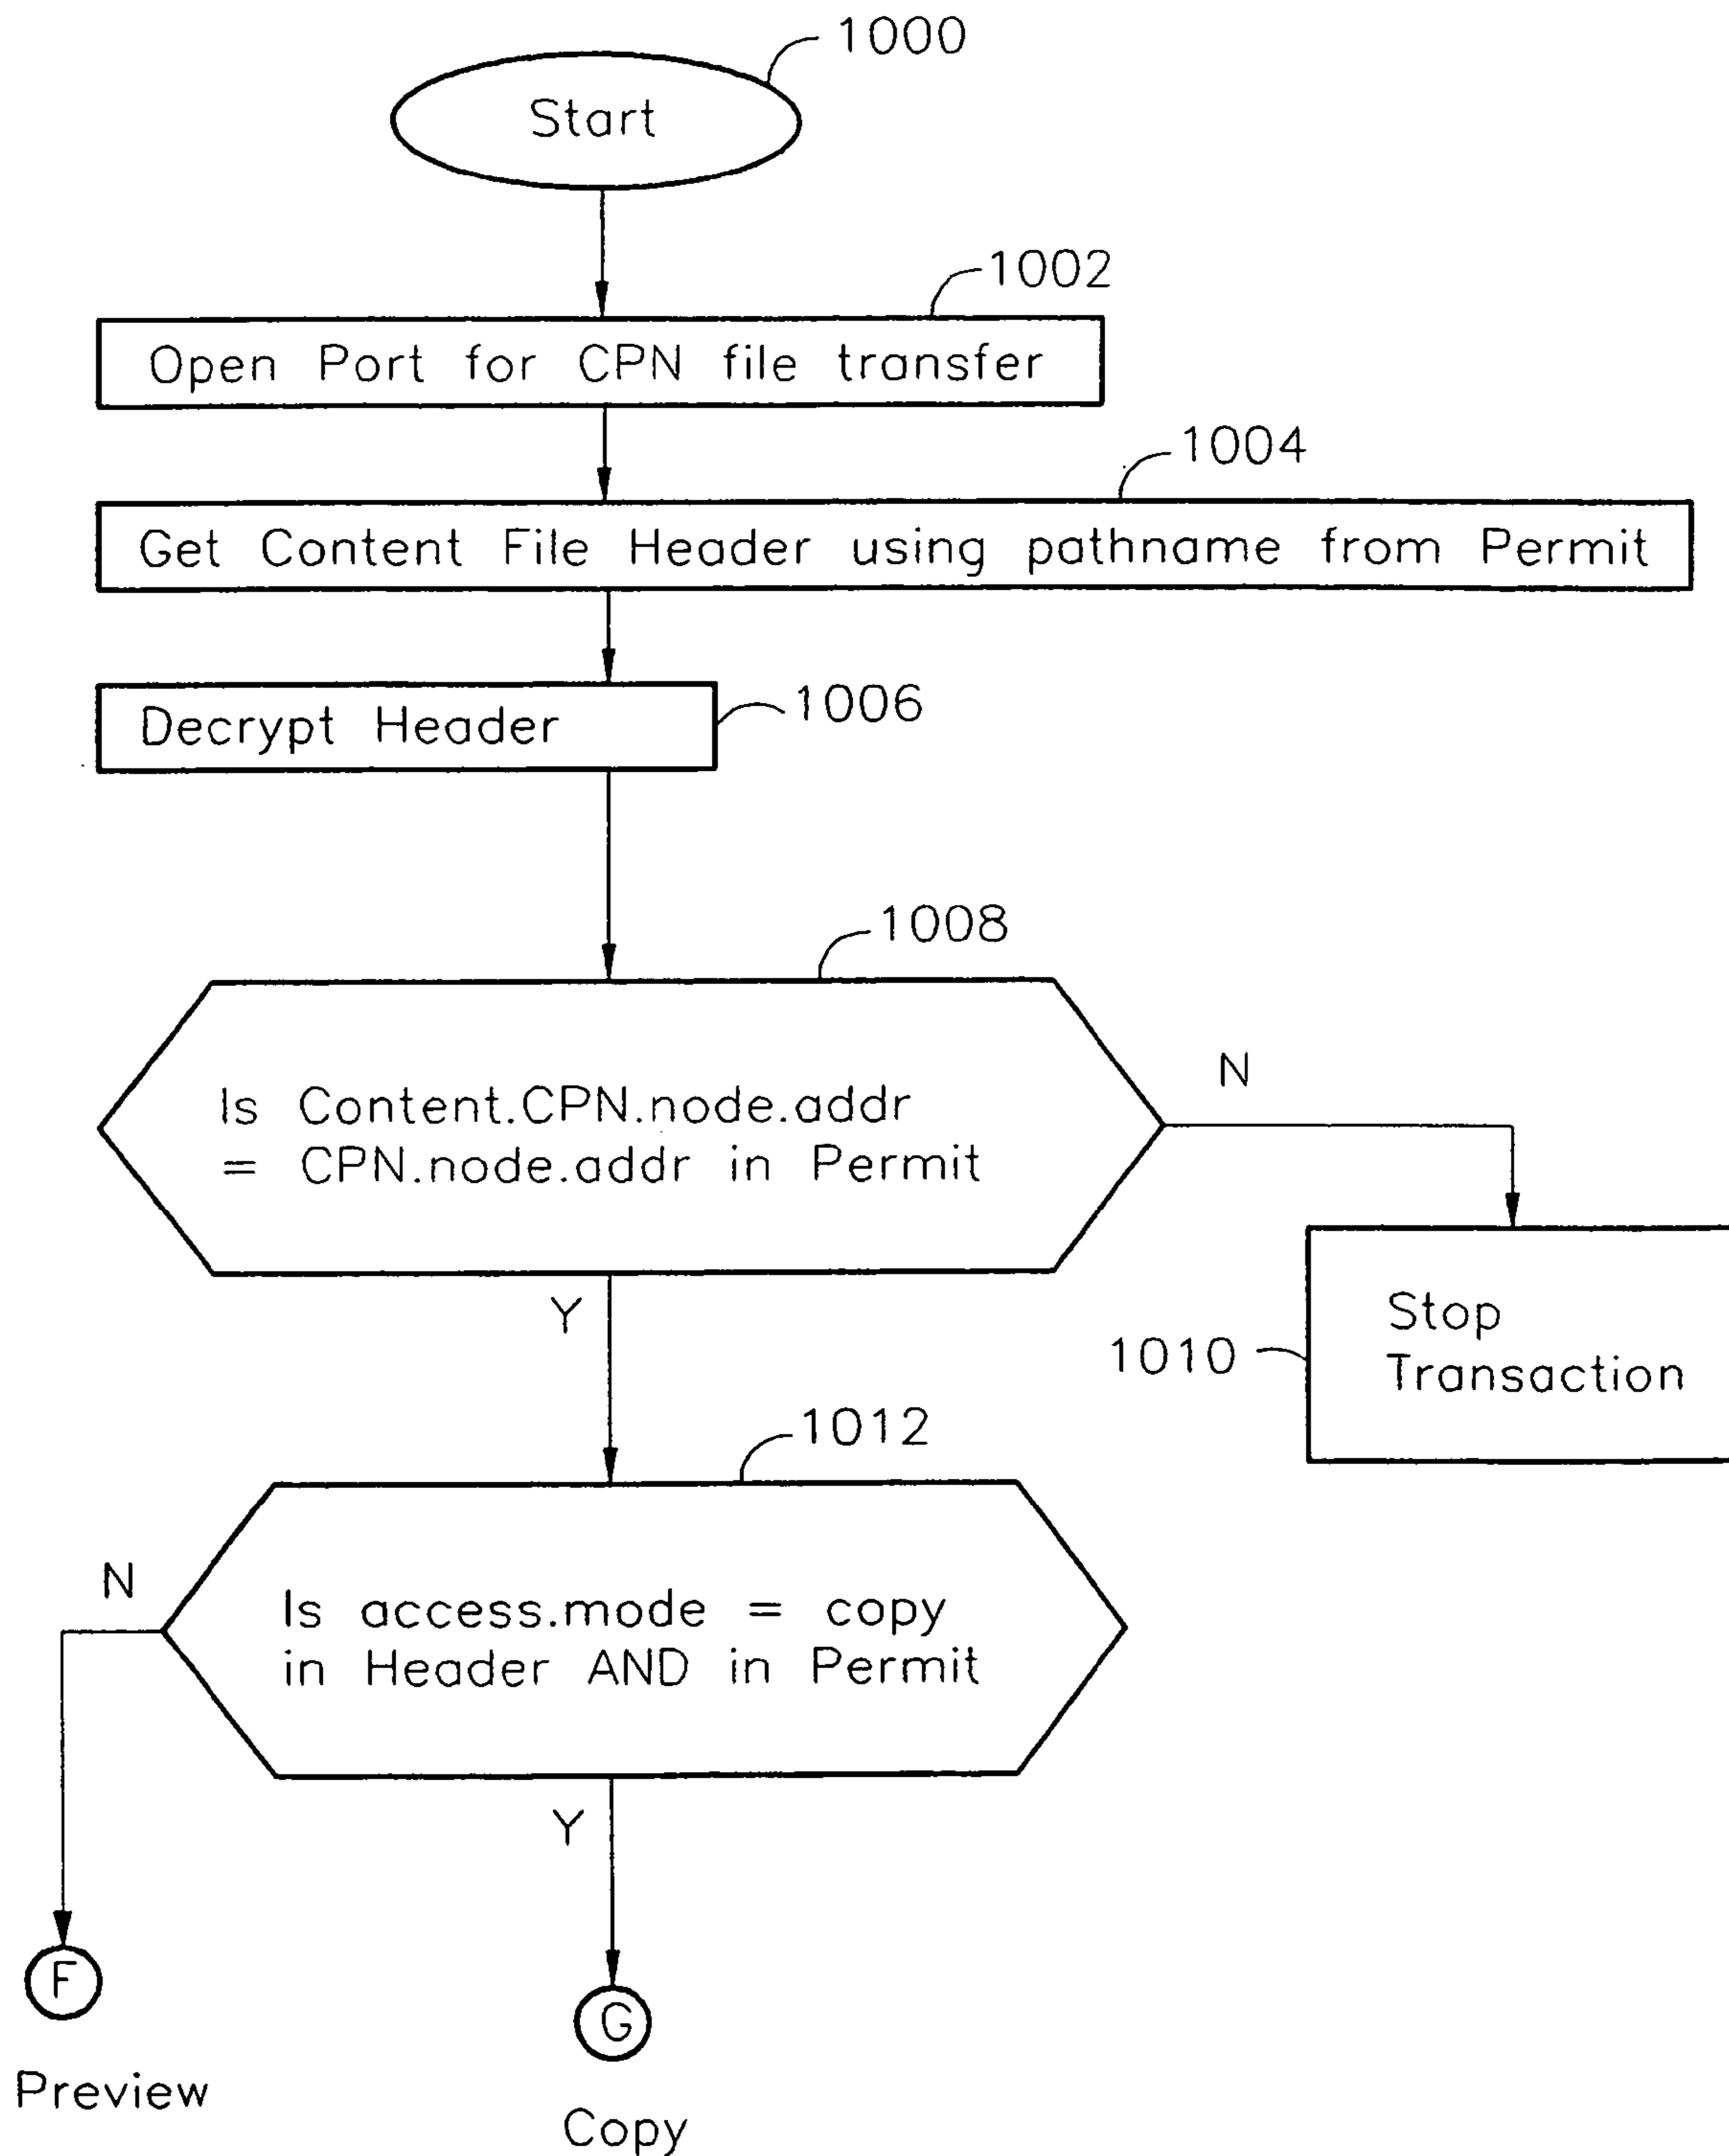 1000
Start
1002
Open Port for CPN file transfer
1004
Get Content File Header using pathname from Permit
1006
Decrypt Header
1008
Is Content.CPN.node.addr
= CPN.node.addr in Permit
N
Y
Stop
Transaction
1010
1012
N
Is access.mode = copy
in Header AND in Permit
Y
F
G
Preview
Copy